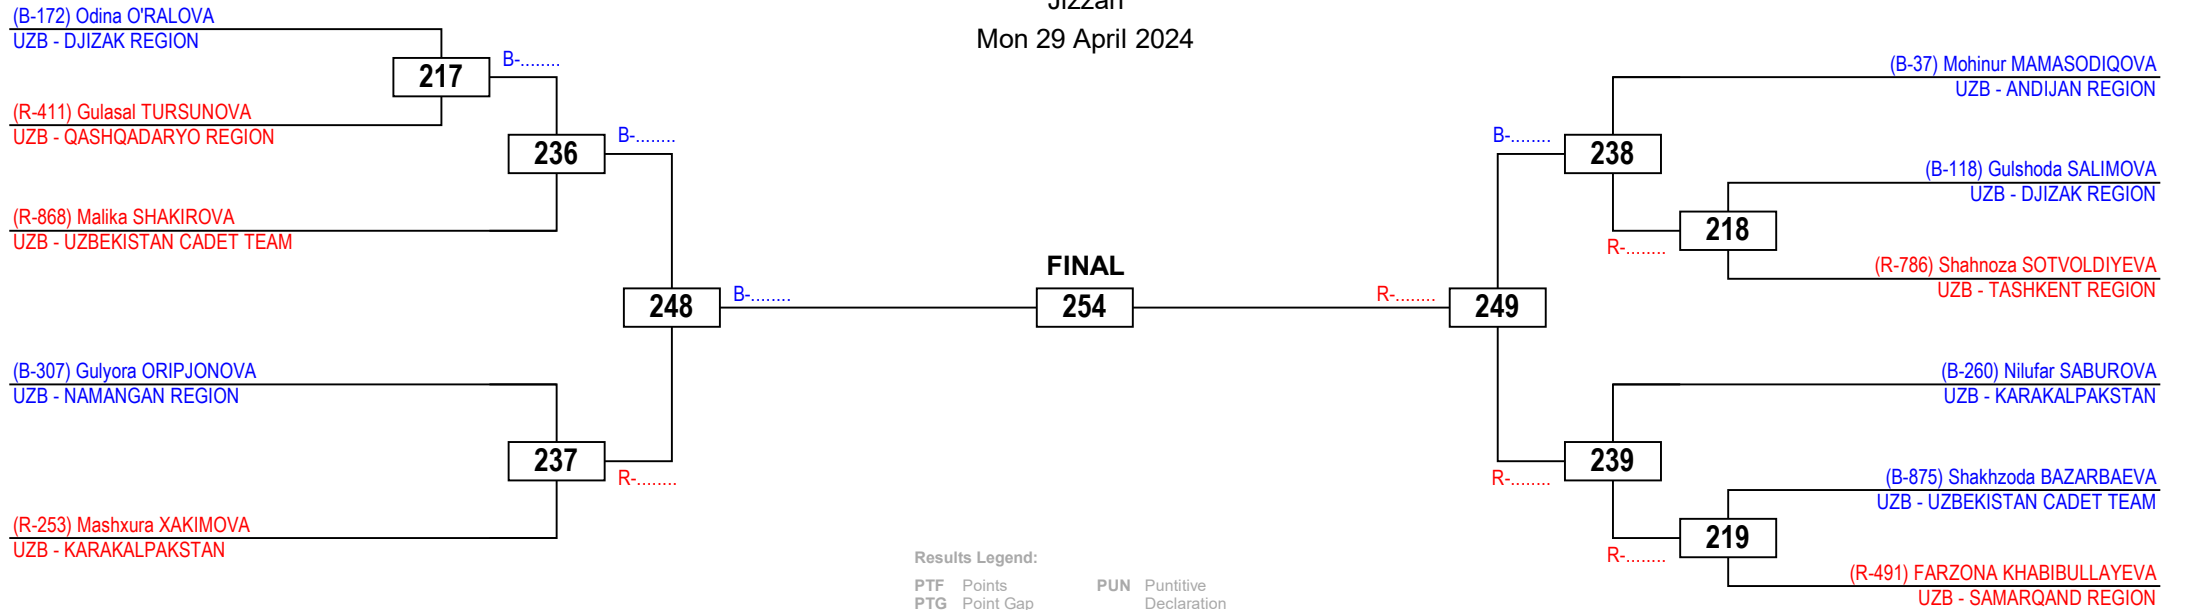 Jizzah
Mon 29 April 2024
(B-172) Odina O'RALOVA
UZB - DJIZAK REGION
217
B-........
(R-411) Gulasal TURSUNOVA
UZB - QASHQADARYO REGION
236
B-........
(R-868) Malika SHAKIROVA
UZB - UZBEKISTAN CADET TEAM
248
B-........
(B-307) Gulyora ORIPJONOVA
UZB - NAMANGAN REGION
237
R-........
(R-253) Mashxura XAKIMOVA
UZB - KARAKALPAKSTAN
FINAL
254
(B-37) Mohinur MAMASODIQOVA
UZB - ANDIJAN REGION
B-........
238
(B-118) Gulshoda SALIMOVA
UZB - DJIZAK REGION
R-........
218
(R-786) Shahnoza SOTVOLDIYEVA
UZB - TASHKENT REGION
R-........
249
(B-260) Nilufar SABUROVA
UZB - KARAKALPAKSTAN
R-........
239
(B-875) Shakhzoda BAZARBAEVA
UZB - UZBEKISTAN CADET TEAM
R-........
219
(R-491) FARZONA KHABIBULLAYEVA
UZB - SAMARQAND REGION
Results Legend:
PTF Points
PUN Puntitive
PTG Point Gap
Declaration